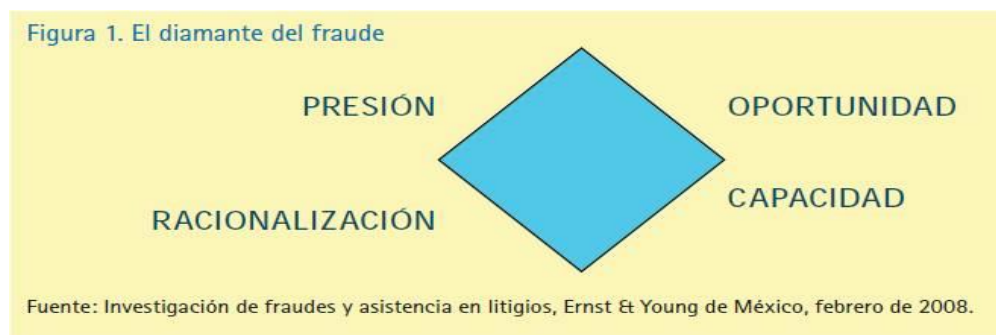 Figura 1. El diamante del fraude
PRESIÓN
OPORTUNIDAD
RACIONALIZACIÓN
CAPACIDAD
Fuente: Investigación de fraudes y asistencia en litigios, Ernst & Young de México, febrero de 2008.